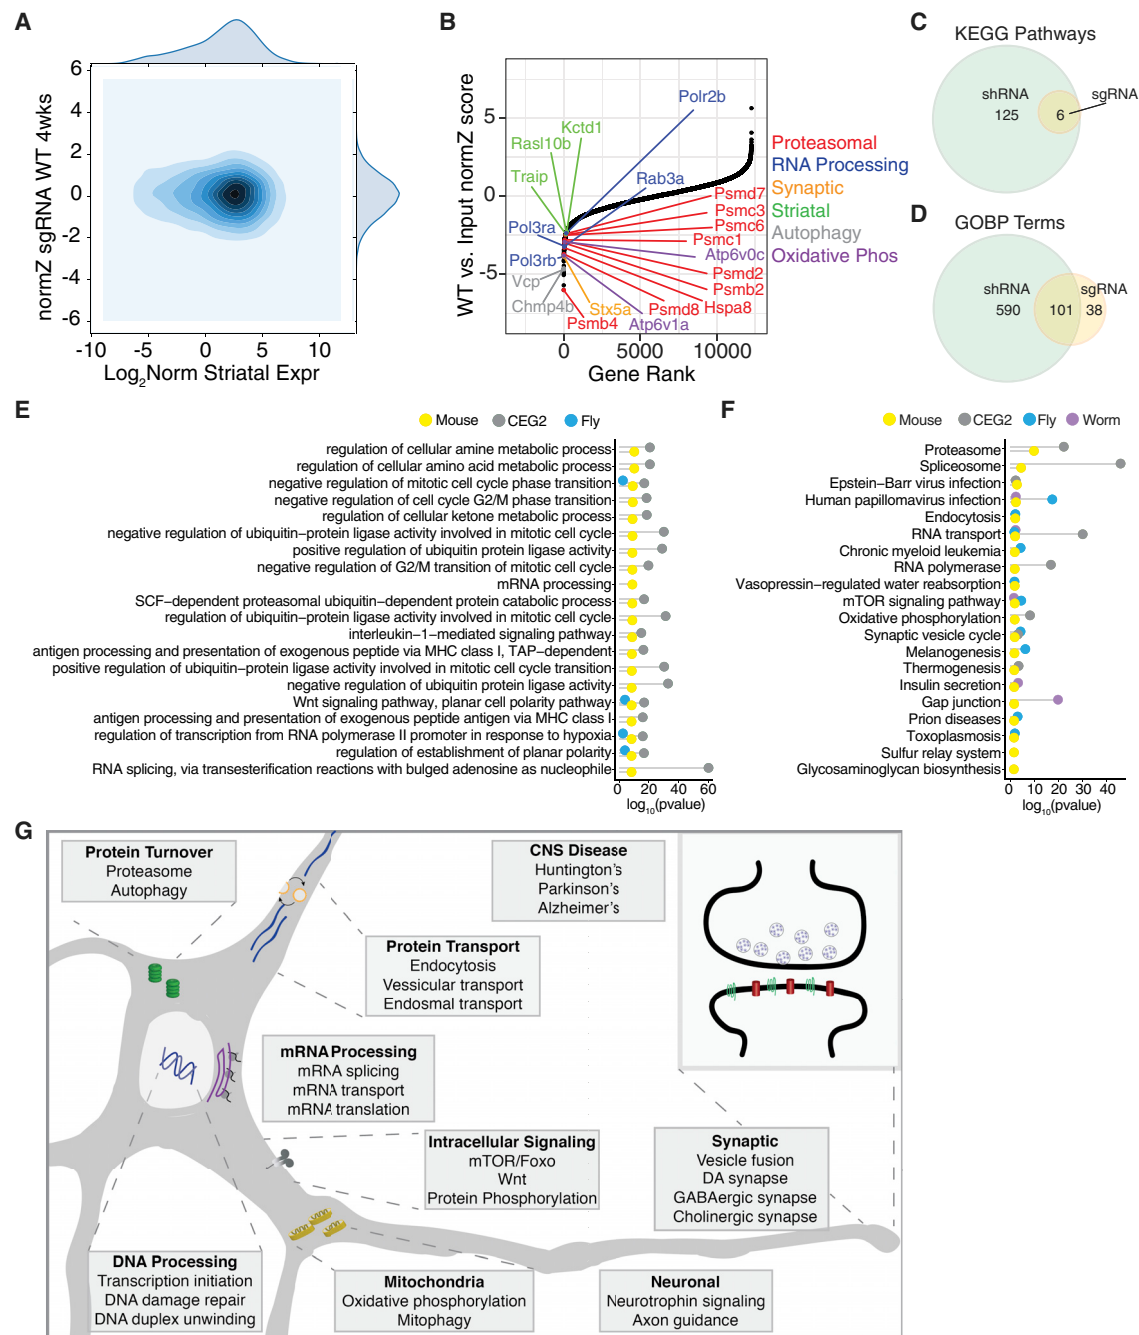 A
normZ sgRNA WT 4wks
6
4
2
0
-2
-4
-6
-10
-5
0
5
10
Log2Norm Striatal Expr
B
WT vs. Input normZ score
5
0
-5
0
5000
10000
Gene Rank
Polr2b
Kctd1
Rasl10b
Traip
Rab3a
Pol3ra
Pol3rb
Vcp
Chmp4b
Psmb4
Stx5a
Atp6v1a
Psmd8
Hspa8
Psmb2
Psmd2
Atp6v0c
Psmc1
Psmc6
Psmc3
Psmd7
Proteasomal
RNA Processing
Synaptic
Striatal
Autophagy
Oxidative Phos
C
KEGG Pathways
shRNA
125
6
sgRNA
D
GOBP Terms
shRNA
590
101
sgRNA
38
E
Mouse
CEG2
Fly
regulation of cellular amine metabolic process
regulation of cellular amino acid metabolic process
negative regulation of mitotic cell cycle phase transition
negative regulation of cell cycle G2/M phase transition
regulation of cellular ketone metabolic process
negative regulation of ubiquitin−protein ligase activity involved in mitotic cell cycle
positive regulation of ubiquitin protein ligase activity
negative regulation of G2/M transition of mitotic cell cycle
mRNA processing
SCF−dependent proteasomal ubiquitin−dependent protein catabolic process
regulation of ubiquitin−protein ligase activity involved in mitotic cell cycle
interleukin−1−mediated signaling pathway
antigen processing and presentation of exogenous peptide via MHC class I, TAP−dependent
positive regulation of ubiquitin−protein ligase activity involved in mitotic cell cycle transition
negative regulation of ubiquitin protein ligase activity
Wnt signaling pathway, planar cell polarity pathway
antigen processing and presentation of exogenous peptide antigen via MHC class I
regulation of transcription from RNA polymerase II promoter in response to hypoxia
regulation of establishment of planar polarity
RNA splicing, via transesterification reactions with bulged adenosine as nucleophile
0
20
40
60
log10(pvalue)
F
Mouse
CEG2
Fly
Worm
Proteasome
Spliceosome
Epstein−Barr virus infection
Human papillomavirus infection
Endocytosis
RNA transport
Chronic myeloid leukemia
RNA polymerase
Vasopressin−regulated water reabsorption
mTOR signaling pathway
Oxidative phosphorylation
Synaptic vesicle cycle
Melanogenesis
Thermogenesis
Insulin secretion
Gap junction
Prion diseases
Toxoplasmosis
Sulfur relay system
Glycosaminoglycan biosynthesis
0
10
20
30
40
log10(pvalue)
G
Protein Turnover
Proteasome
Autophagy
CNS Disease
Huntington's
Parkinson's
Alzheimer's
Protein Transport
Endocytosis
Vessicular transport
Endosmal transport
mRNA Processing
mRNA splicing
mRNA transport
mRNA translation
Intracellular Signaling
mTOR/Foxo
Wnt
Protein Phosphorylation
Synaptic
Vesicle fusion
DA synapse
GABAergic synapse
Cholinergic synapse
DNA Processing
Transcription initiation
DNA damage repair
DNA duplex unwinding
Mitochondria
Oxidative phosphorylation
Mitophagy
Neuronal
Neurotrophin signaling
Axon guidance